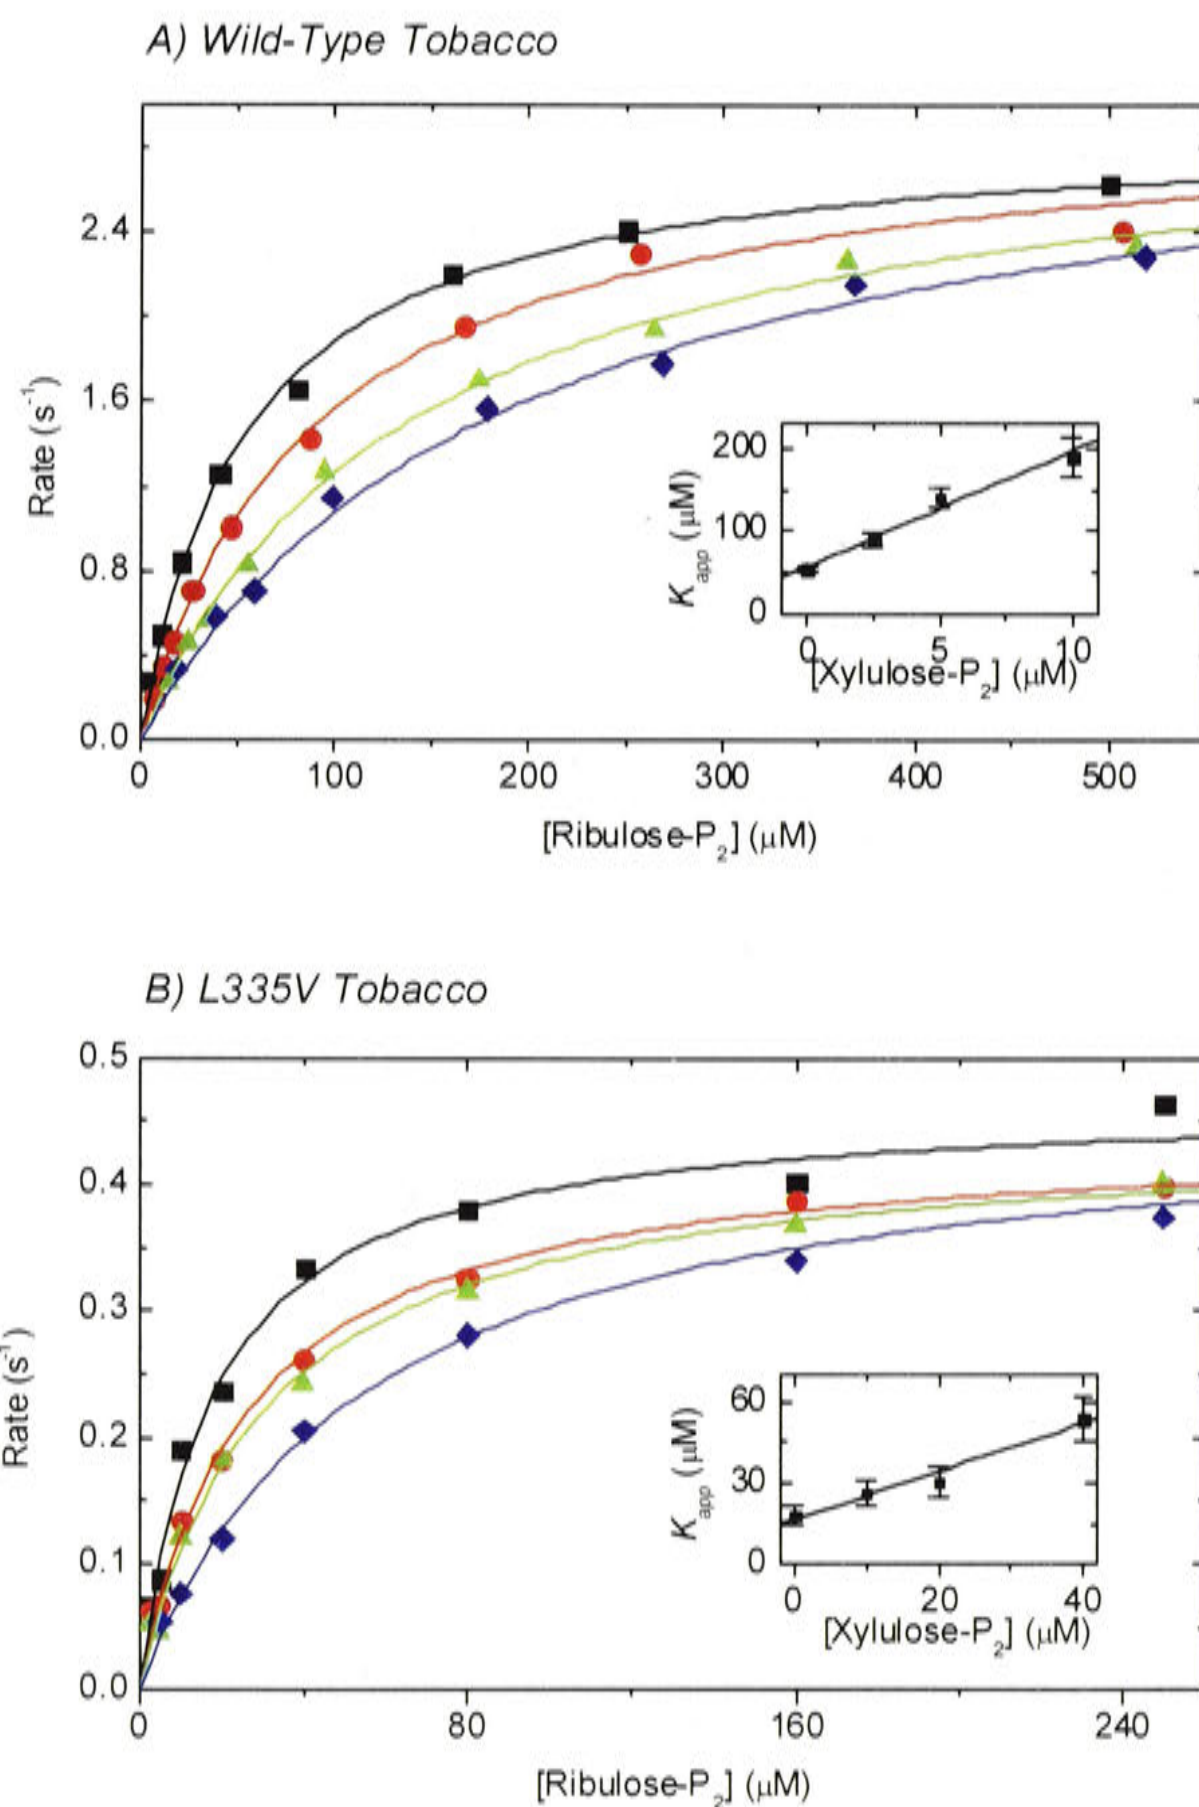 A) Wild-Type Tobacco
2.4
1.6
0.8
0.0
Rate (s⁻¹)
0 100 200 300 400 500
[Ribulose-P₂] (μM)
200
100
0
K_app (μM)
0 5 10
[Xylulose-P₂] (μM)
B) L335V Tobacco
0.5
0.4
0.3
0.2
0.1
0.0
Rate (s⁻¹)
0 80 160 240
[Ribulose-P₂] (μM)
60
30
0
K_app (μM)
0 20 40
[Xylulose-P₂] (μM)